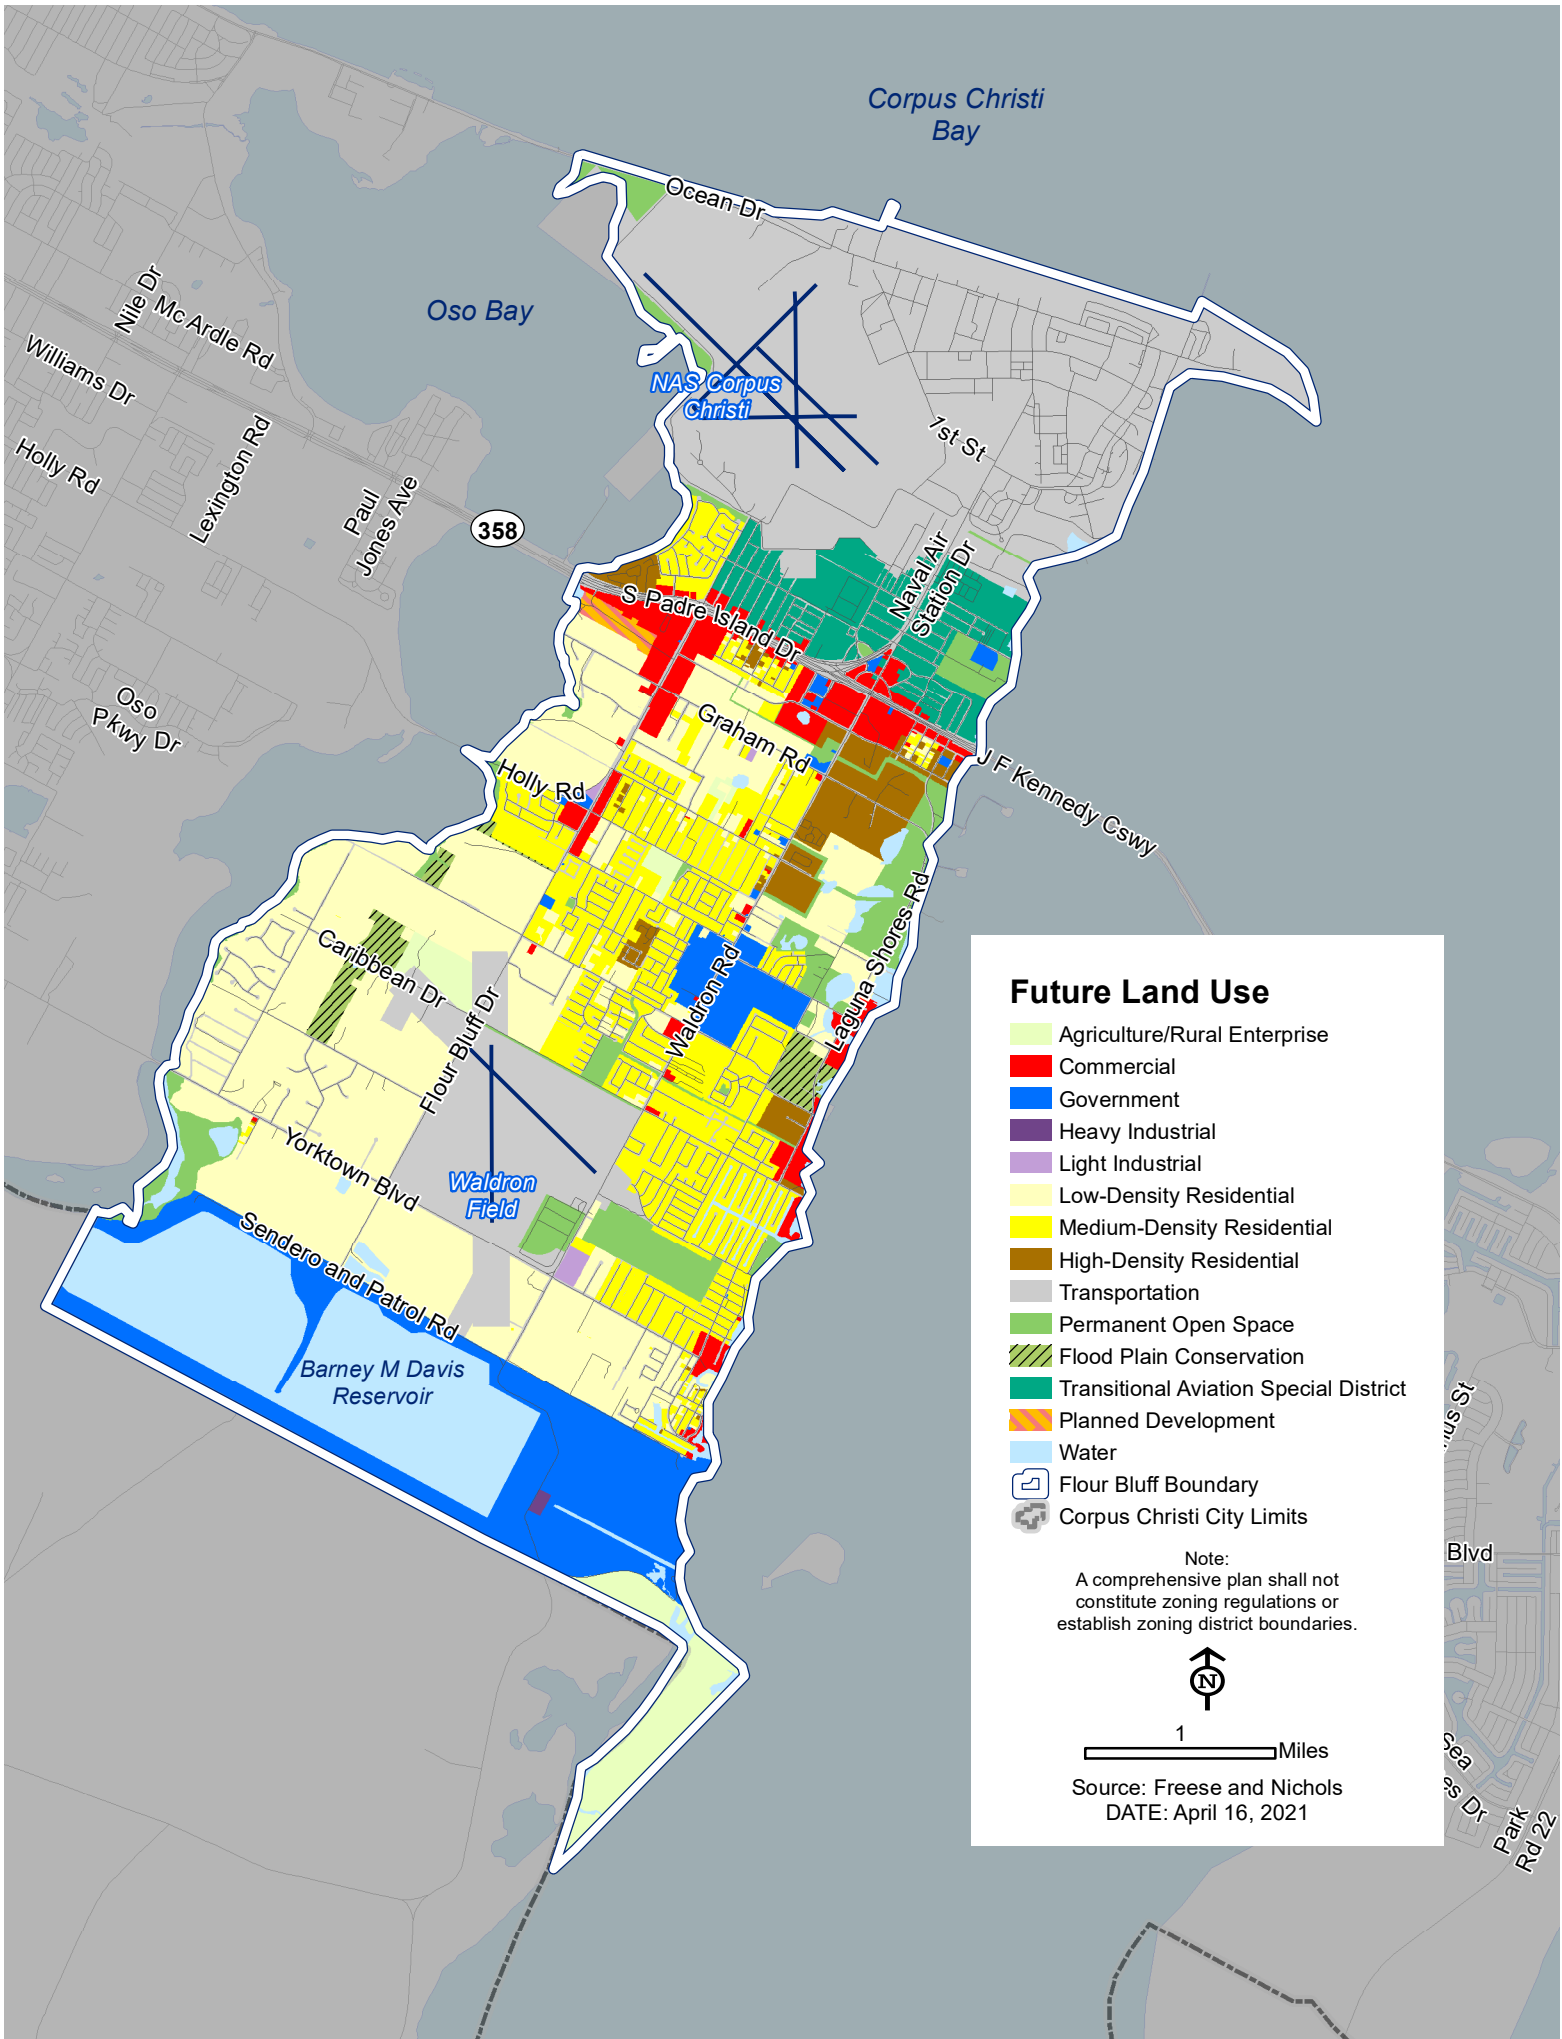 Corpus Christi
Bay
Ocean Dr
Oso Bay
Nile Dr
Mc Ardle Rd
Williams Dr
NAS Corpus
Christi
1st St
Holly Rd
Lexington Rd
Paul
Jones Ave
358
Naval Air
Station Dr
S Padre Island Dr
Oso
Pkwy Dr
Graham Rd
J F Kennedy Cswy
Holly Rd
Laguna Shores Rd
Caribbean Dr
Waldron Rd
Flour Bluff Dr
Yorktown Blvd
Waldron
Field
Sendero and Patrol Rd
Barney M Davis
Reservoir
Future Land Use
Agriculture/Rural Enterprise
Commercial
Government
Heavy Industrial
Light Industrial
Low-Density Residential
Medium-Density Residential
High-Density Residential
Transportation
Permanent Open Space
Flood Plain Conservation
Transitional Aviation Special District
Planned Development
Water
Flour Bluff Boundary
Corpus Christi City Limits
Note:
A comprehensive plan shall not
constitute zoning regulations or
establish zoning district boundaries.
N
1
Miles
Source: Freese and Nichols
DATE: April 16, 2021
St
Blvd
Sea
Dr
Park
Rd 22